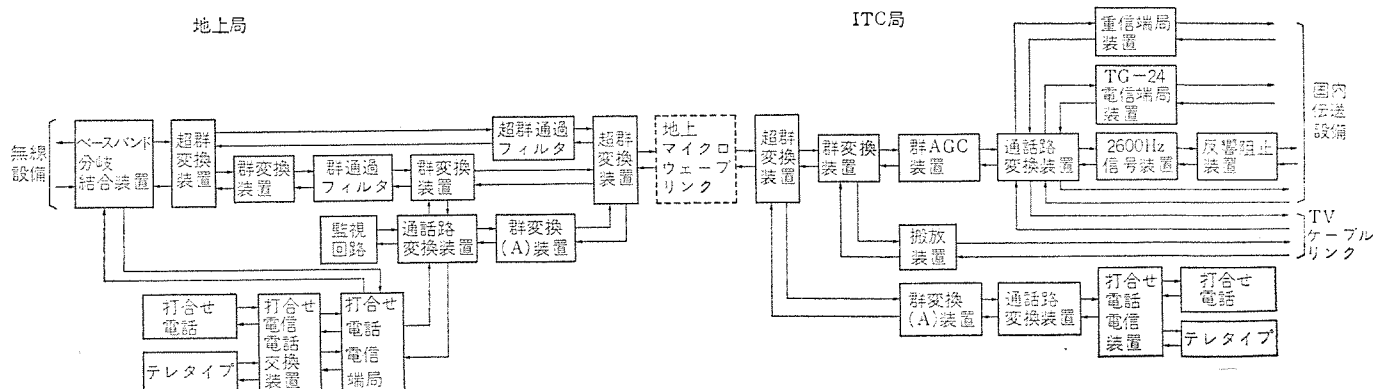 地上局
ITC局
無線
設備
ベースバンド
分岐
結合装置
超群
変換
装置
群変換
装置
群通過
フィルタ
群変換
装置
超群通過
フィルタ
超群
変換
装置
監視
回路
通話路
変換装置
群変換
(A)装置
打合せ
電話
テレタイプ
打合せ
電信
電話
交換
装置
打合せ
電話
電信
端局
地上
マイクロ
ウェーブ
リンク
超群
変換
装置
群変換
装置
群AGC
装置
通話路
変換装置
重信端局
装置
TG-24
電信端局
装置
2600Hz
信号装置
反響阻止
装置
国内
伝送
設備
搬放
装置
TV
ケーブル
リンク
群変換
(A)装置
通話路
変換装置
打合せ
電話
電信
装置
打合せ
電話
テレタイプ